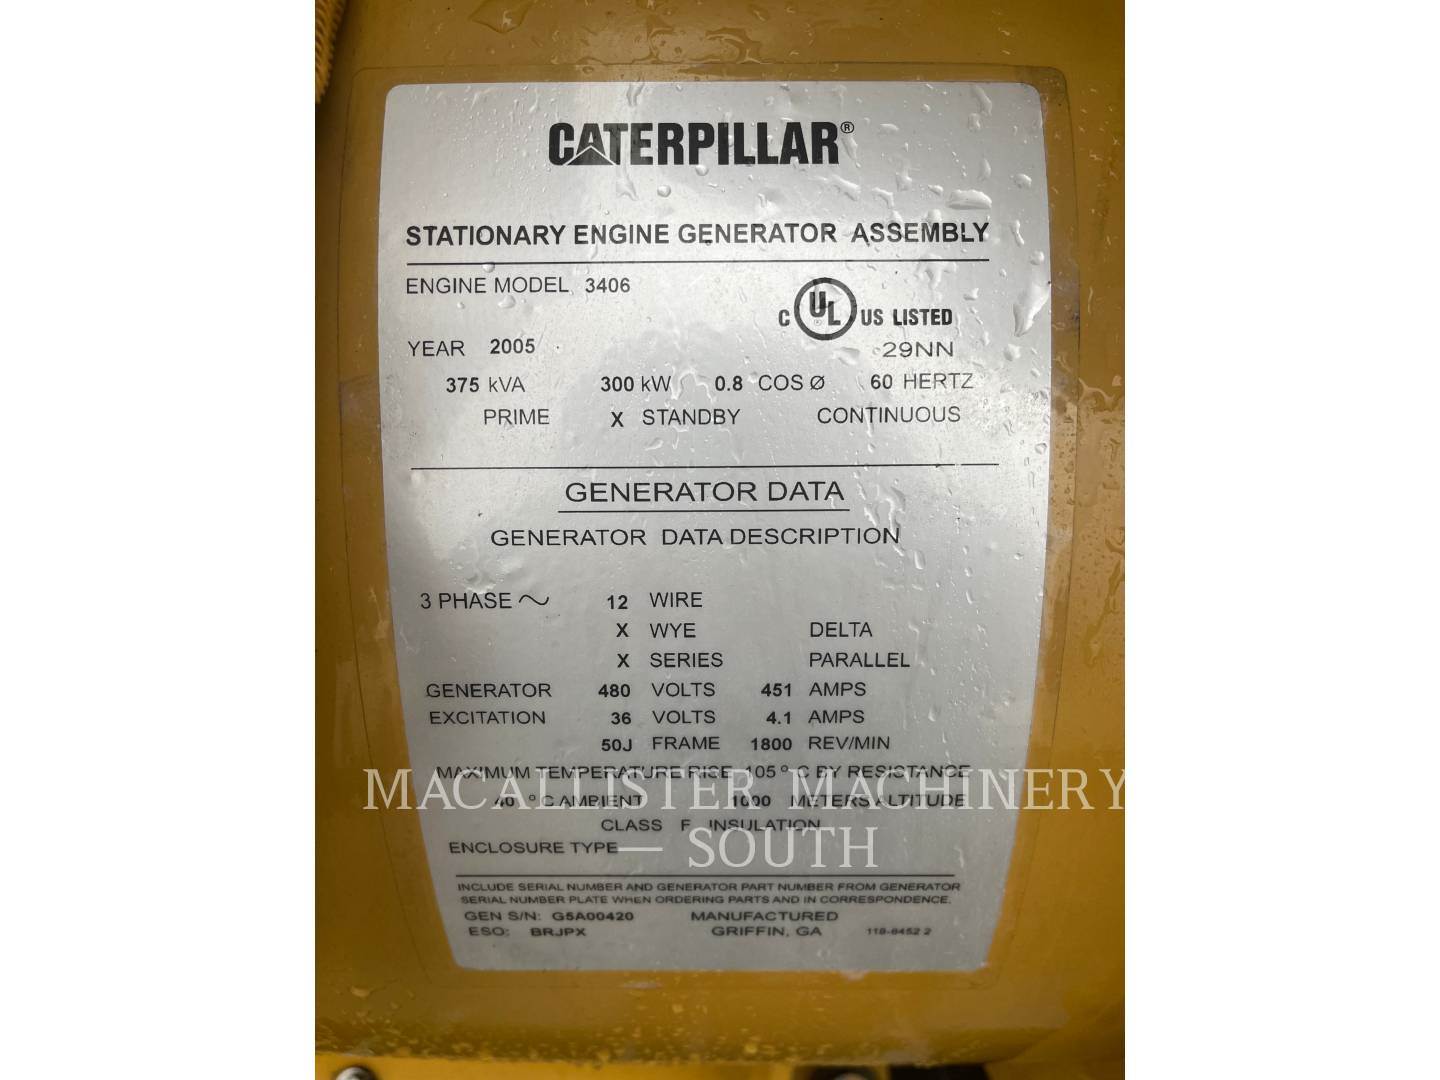 CATERPILLAR®
STATIONARY ENGINE GENERATOR ASSEMBLY
ENGINE MODEL 3406
C UL ® US LISTED
YEAR 2005 29NN
375 kVA 300 kW 0.8 COS Ø 60 HERTZ
PRIME X STANDBY CONTINUOUS
GENERATOR DATA
GENERATOR DATA DESCRIPTION
3 PHASE ~ 12 WIRE
X WYE DELTA
X SERIES PARALLEL
GENERATOR 480 VOLTS 451 AMPS
EXCITATION 36 VOLTS 4.1 AMPS
50J FRAME 1800 REV/MIN
MAXIMUM TEMPERATURE RISE 105 ° C BY RESISTANCE
MACALLISTER MACHINERY
40 ° C AMBIENT 1000 METERS ALTITUDE
CLASS F INSULATION
— SOUTH
ENCLOSURE TYPE
INCLUDE SERIAL NUMBER AND GENERATOR PART NUMBER FROM GENERATOR
SERIAL NUMBER PLATE WHEN ORDERING PARTS AND IN CORRESPONDENCE.
GEN S/N: G5A00420 MANUFACTURED
ESO: BRJPX GRIFFIN, GA 118-8452 2